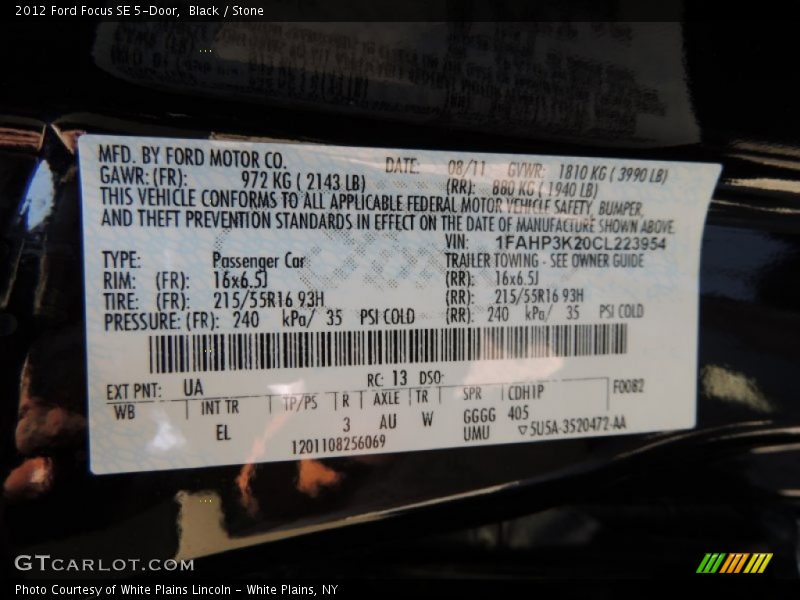 2012 Ford Focus SE 5-Door, Black / Stone
MFD. BY FORD MOTOR CO. DATE: 08/11 GVWR: 1810 KG ( 3990 LB)
GAWR: (FR): 972 KG ( 2143 LB) (RR): 880 KG ( 1940 LB)
THIS VEHICLE CONFORMS TO ALL APPLICABLE FEDERAL MOTOR VEHICLE SAFETY, BUMPER,
AND THEFT PREVENTION STANDARDS IN EFFECT ON THE DATE OF MANUFACTURE SHOWN ABOVE.
VIN: 1FAHP3K20CL223954
TYPE: Passenger Car TRAILER TOWING - SEE OWNER GUIDE
RIM: (FR): 16x6.5J (RR): 16x6.5J
TIRE: (FR): 215/55R16 93H (RR): 215/55R16 93H
PRESSURE: (FR): 240 kPa/ 35 PSI COLD (RR): 240 kPa/ 35 PSI COLD
EXT PNT: UA RC: 13 DSO:
WB INT TR TP/PS R AXLE TR SPR CDH1P F0082
EL 3 AU W GGGG 405
1201108256069 UMU ▽5U5A-3520472-AA
GTCARLOT.COM
Photo Courtesy of White Plains Lincoln - White Plains, NY